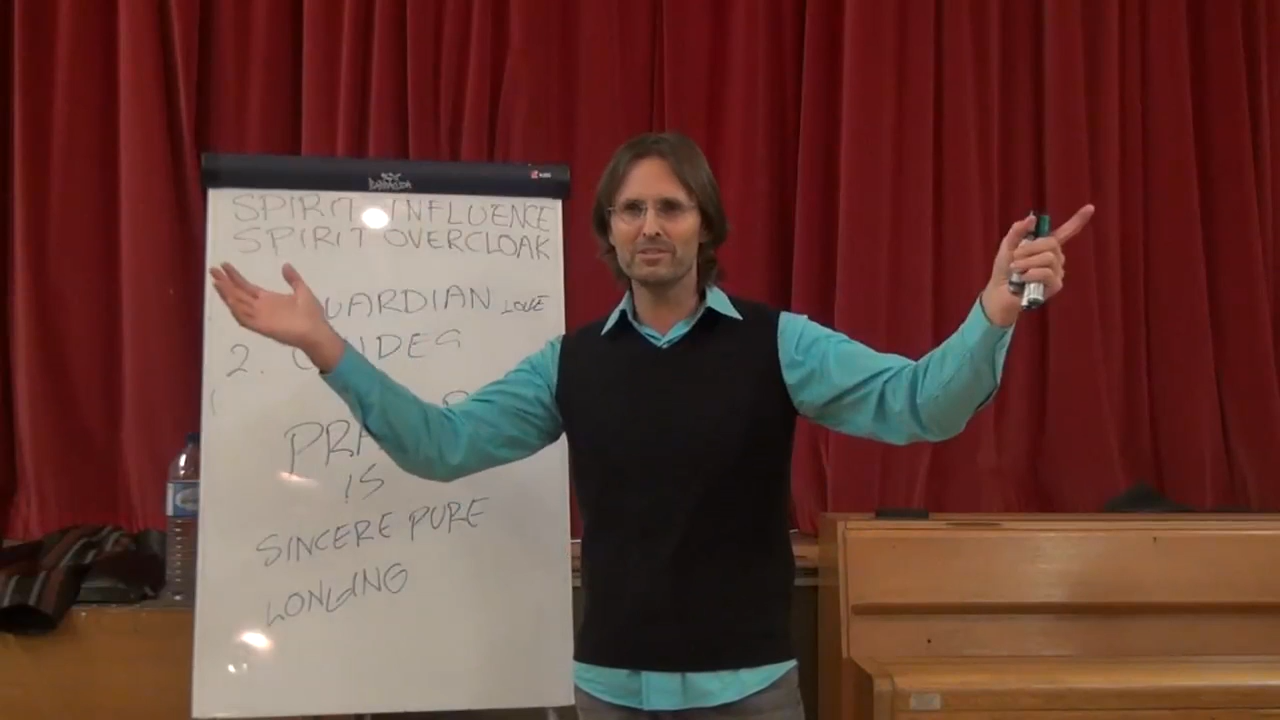 SPIRIT INFLUENCE
SPIRIT OVERCLOAK
GUARDIAN LOVE
2. GUIDES
IS
SINCERE PURE
LONGING